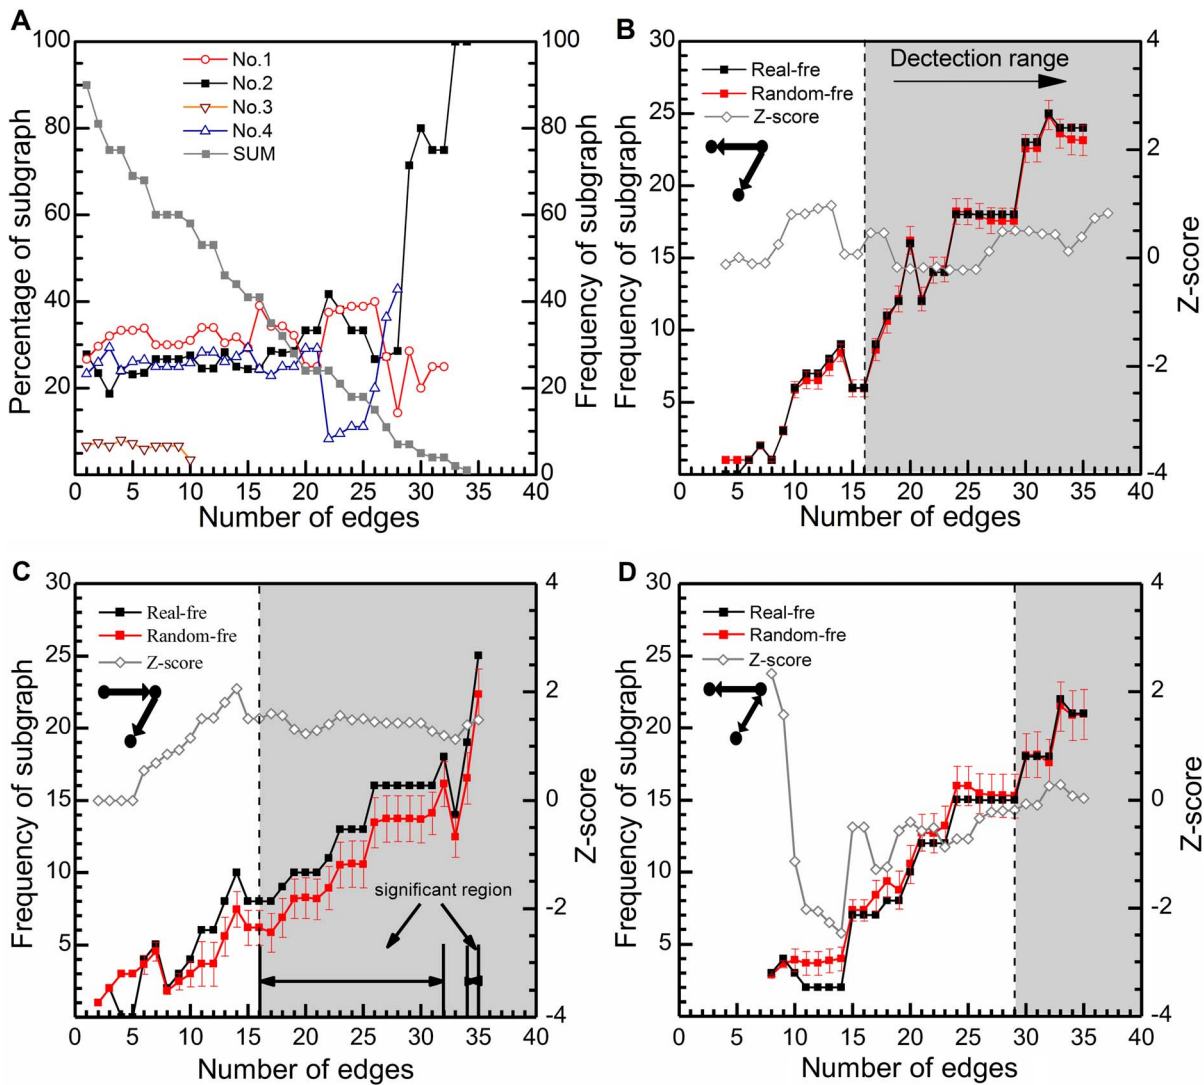 A
Percentage of subgraph
100
80
60
40
20
No.1
No.2
No.3
No.4
SUM
100
80
60
40
20
0
Frequency of subgraph
0 5 10 15 20 25 30 35 40
Number of edges
B
Frequency of subgraph
30
25
20
15
10
5
Real-fre
Random-fre
Z-score
Dectection range
4
2
0
-2
-4
Z-score
0 5 10 15 20 25 30 35 40
Number of edges
C
Frequency of subgraph
30
25
20
15
10
5
Real-fre
Random-fre
Z-score
significant region
4
2
0
-2
-4
Z-score
0 5 10 15 20 25 30 35 40
Number of edges
D
Frequency of subgraph
30
25
20
15
10
5
Real-fre
Random-fre
Z-score
4
2
0
-2
-4
Z-score
0 5 10 15 20 25 30 35 40
Number of edges